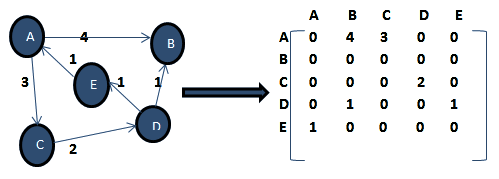 A
4
B
1
3
E
1
1
C
2
D
A B C D E
A 0 4 3 0 0
B 0 0 0 0 0
C 0 0 0 2 0
D 0 1 0 0 1
E 1 0 0 0 0